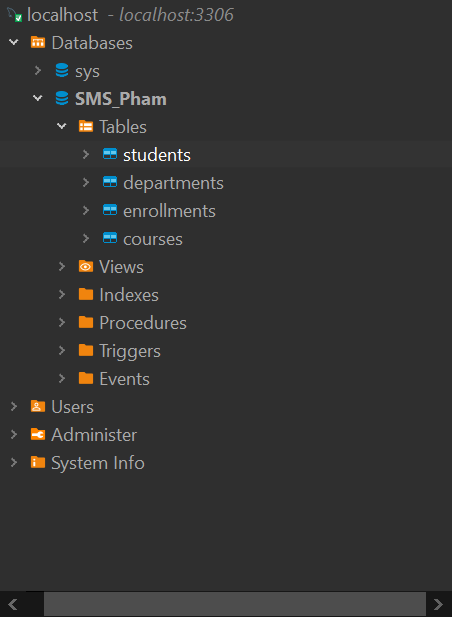 localhost - localhost:3306
Databases
sys
SMS_Pham
Tables
students
departments
enrollments
courses
Views
Indexes
Procedures
Triggers
Events
Users
Administer
System Info